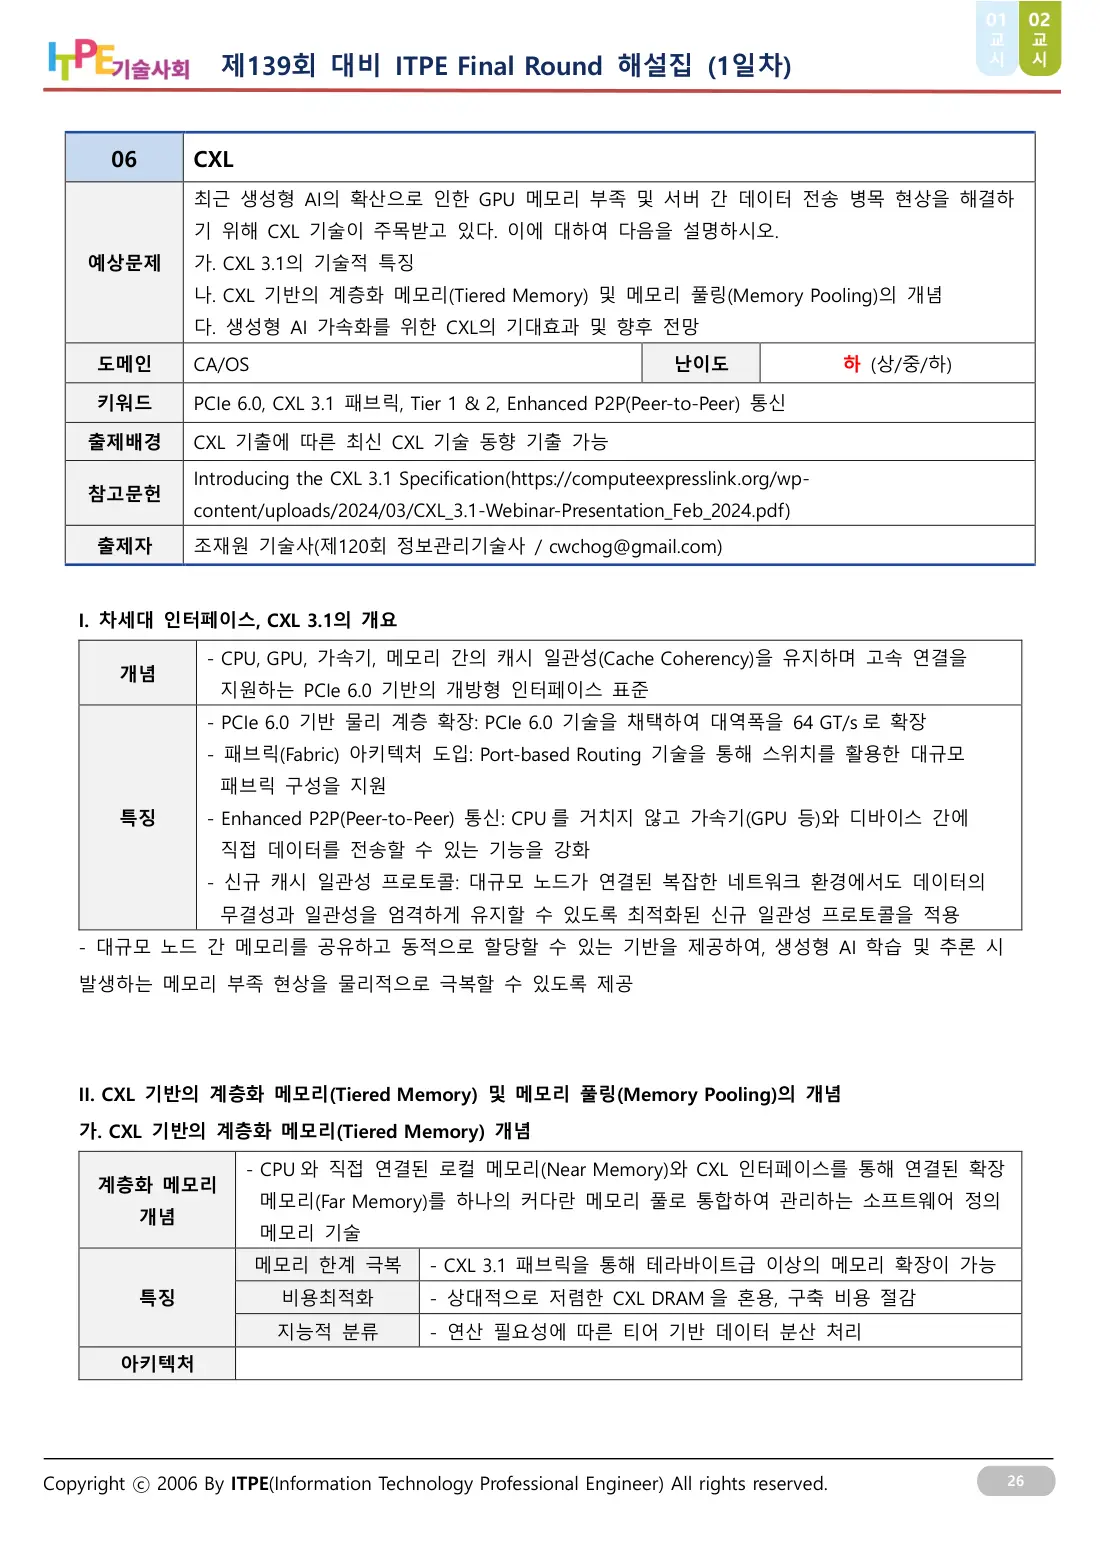 01
교
시
02
교
시
ITPE기술사회
제139회 대비 ITPE Final Round 해설집 (1일차)
06
CXL
예상문제
최근 생성형 AI의 확산으로 인한 GPU 메모리 부족 및 서버 간 데이터 전송 병목 현상을 해결하
기 위해 CXL 기술이 주목받고 있다. 이에 대하여 다음을 설명하시오.
가. CXL 3.1의 기술적 특징
나. CXL 기반의 계층화 메모리(Tiered Memory) 및 메모리 풀링(Memory Pooling)의 개념
다. 생성형 AI 가속화를 위한 CXL의 기대효과 및 향후 전망
도메인
CA/OS
난이도
하 (상/중/하)
키워드
PCIe 6.0, CXL 3.1 패브릭, Tier 1 & 2, Enhanced P2P(Peer-to-Peer) 통신
출제배경
CXL 기출에 따른 최신 CXL 기술 동향 기출 가능
참고문헌
Introducing the CXL 3.1 Specification(https://computeexpresslink.org/wp-
content/uploads/2024/03/CXL_3.1-Webinar-Presentation_Feb_2024.pdf)
출제자
조재원 기술사(제120회 정보관리기술사 / cwchog@gmail.com)
I. 차세대 인터페이스, CXL 3.1의 개요
개념
- CPU, GPU, 가속기, 메모리 간의 캐시 일관성(Cache Coherency)을 유지하며 고속 연결을
지원하는 PCIe 6.0 기반의 개방형 인터페이스 표준
특징
- PCIe 6.0 기반 물리 계층 확장: PCIe 6.0 기술을 채택하여 대역폭을 64 GT/s 로 확장
- 패브릭(Fabric) 아키텍처 도입: Port-based Routing 기술을 통해 스위치를 활용한 대규모
패브릭 구성을 지원
- Enhanced P2P(Peer-to-Peer) 통신: CPU 를 거치지 않고 가속기(GPU 등)와 디바이스 간에
직접 데이터를 전송할 수 있는 기능을 강화
- 신규 캐시 일관성 프로토콜: 대규모 노드가 연결된 복잡한 네트워크 환경에서도 데이터의
무결성과 일관성을 엄격하게 유지할 수 있도록 최적화된 신규 일관성 프로토콜을 적용
- 대규모 노드 간 메모리를 공유하고 동적으로 할당할 수 있는 기반을 제공하여, 생성형 AI 학습 및 추론 시
발생하는 메모리 부족 현상을 물리적으로 극복할 수 있도록 제공
II. CXL 기반의 계층화 메모리(Tiered Memory) 및 메모리 풀링(Memory Pooling)의 개념
가. CXL 기반의 계층화 메모리(Tiered Memory) 개념
계층화 메모리
개념
- CPU 와 직접 연결된 로컬 메모리(Near Memory)와 CXL 인터페이스를 통해 연결된 확장
메모리(Far Memory)를 하나의 커다란 메모리 풀로 통합하여 관리하는 소프트웨어 정의
메모리 기술
특징
메모리 한계 극복
- CXL 3.1 패브릭을 통해 테라바이트급 이상의 메모리 확장이 가능
비용최적화
- 상대적으로 저렴한 CXL DRAM 을 혼용, 구축 비용 절감
지능적 분류
- 연산 필요성에 따른 티어 기반 데이터 분산 처리
아키텍처
Copyright ⓒ 2006 By ITPE(Information Technology Professional Engineer) All rights reserved.
26